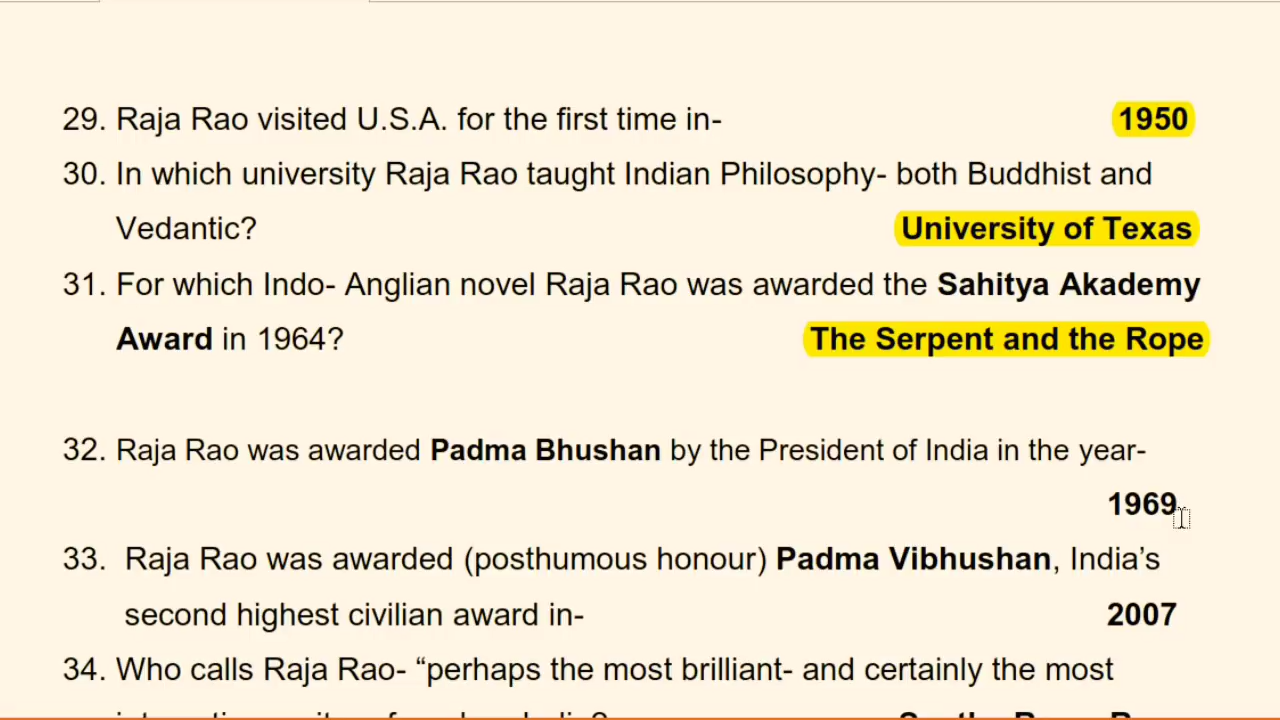 29. Raja Rao visited U.S.A. for the first time in- 1950
30. In which university Raja Rao taught Indian Philosophy- both Buddhist and
Vedantic? University of Texas
31. For which Indo- Anglian novel Raja Rao was awarded the Sahitya Akademy
Award in 1964? The Serpent and the Rope
32. Raja Rao was awarded Padma Bhushan by the President of India in the year-
1969
33. Raja Rao was awarded (posthumous honour) Padma Vibhushan, India’s
second highest civilian award in- 2007
34. Who calls Raja Rao- “perhaps the most brilliant- and certainly the most